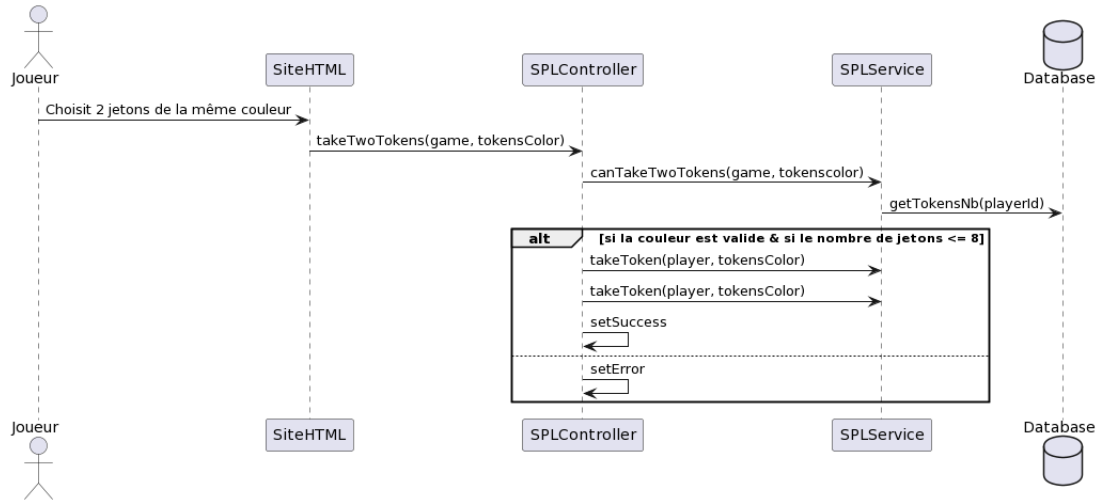 Joueur
SiteHTML
SPLController
SPLService
Database
Choisit 2 jetons de la même couleur
takeTwoTokens(game, tokensColor)
canTakeTwoTokens(game, tokenscolor)
getTokensNb(playerId)
alt
[si la couleur est valide & si le nombre de jetons <= 8]
takeToken(player, tokensColor)
takeToken(player, tokensColor)
setSuccess
setError
Joueur
SiteHTML
SPLController
SPLService
Database